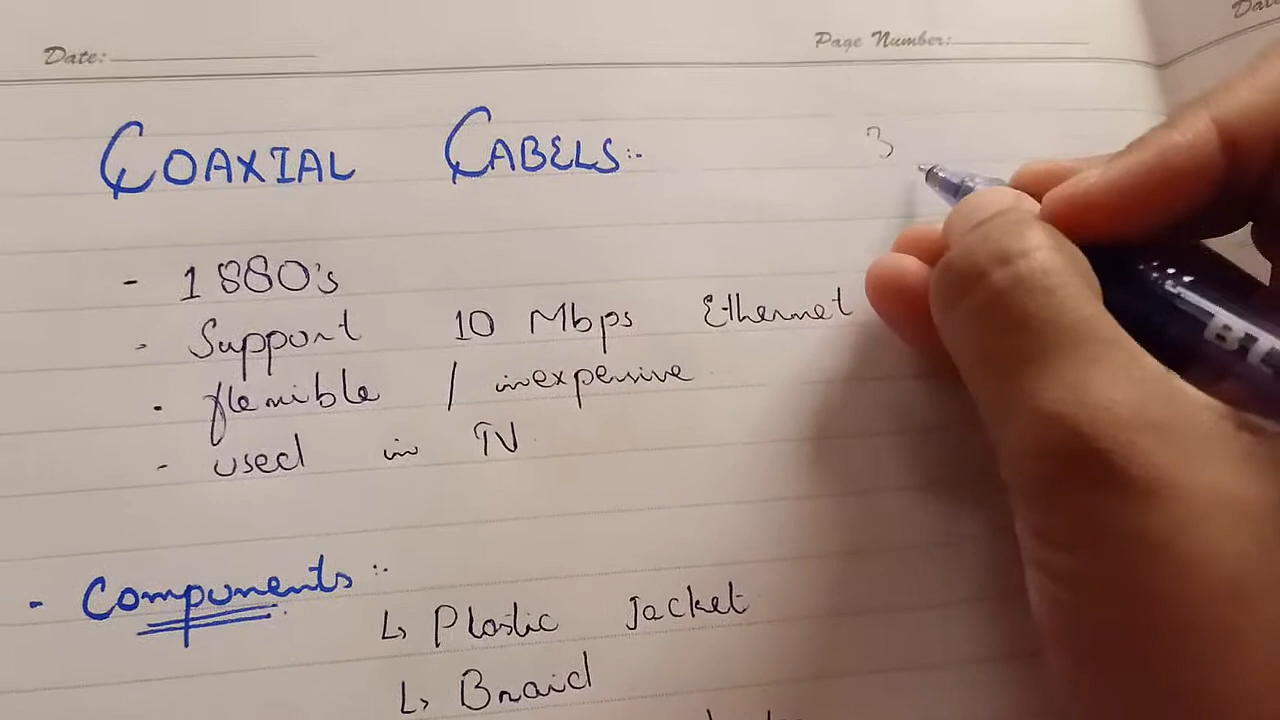 Date:
Page Number:
COAXIAL CABELS:-
3
- 1880's
- Support 10 Mbps Ethernet
- flexible / inexpensive
- used in TV
- Components :-
↳ Plastic Jacket
↳ Braid